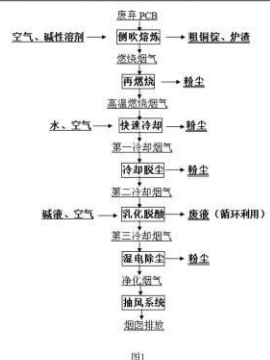 废弃 PCB
空气、碱性溶剂 侧吹熔炼 粗铜锭、炉渣
燃烧烟气
再燃烧 粉尘
高温燃烧烟气
水、空气 快速冷却 粉尘
第一冷却烟气
冷却脱尘 粉尘
第二冷却烟气
碱液、空气 乳化脱酸 废液（循环利用）
第三冷却烟气
湿电除尘 粉尘
净化烟气
抽风系统
烟囱排放
图1